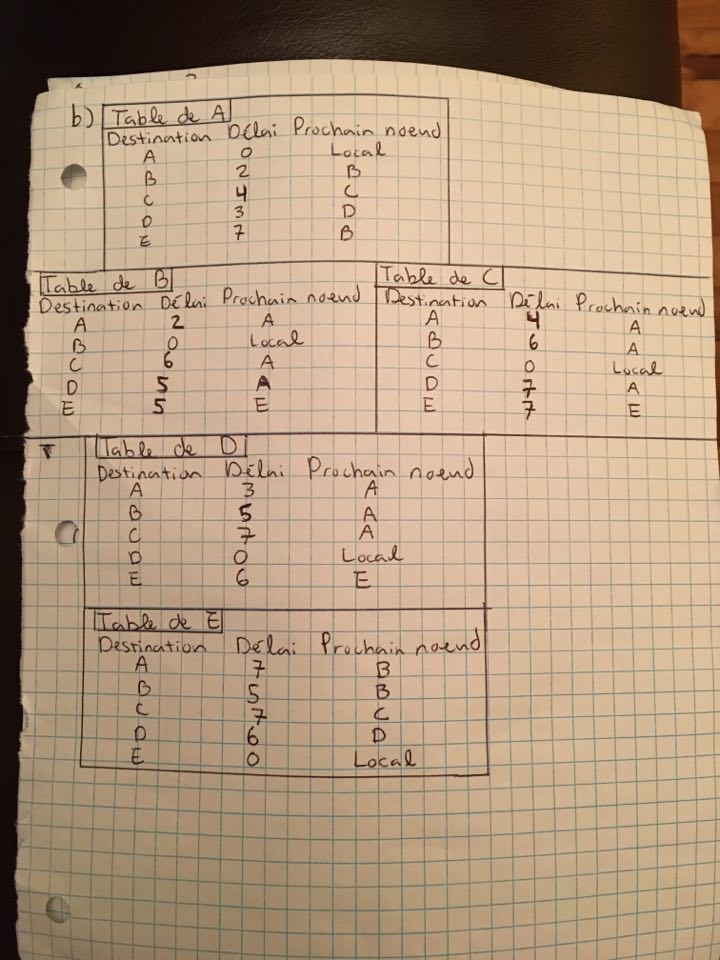 b) Table de A
Destination Délai Prochain noeud
A 0 Local
B 2 B
C 4 C
D 3 D
E 7 B
Table de B
Destination Délai Prochain noeud
A 2 A
B 0 Local
C 6 A
D 5 A
E 5 E
Table de C
Destination Délai Prochain noeud
A 4 A
B 6 A
C 0 Local
D 7 A
E 7 E
Table de D
Destination Délai Prochain noeud
A 3 A
B 5 A
C 7 A
D 0 Local
E 6 E
Table de E
Destination Délai Prochain noeud
A 7 B
B 5 B
C 7 C
D 6 D
E 0 Local